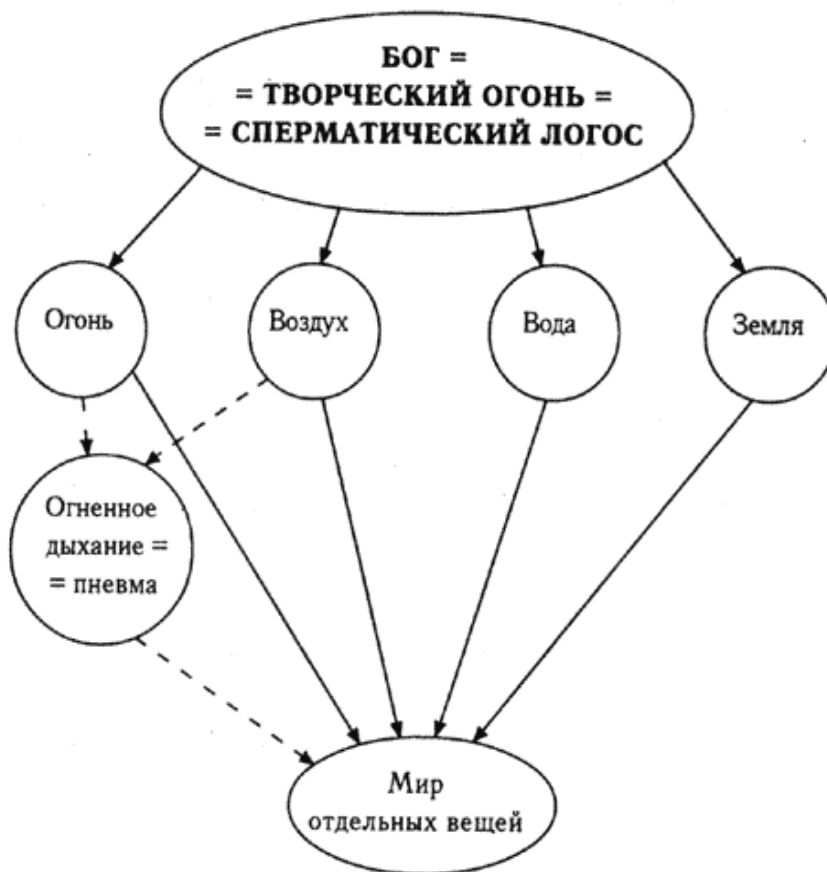 БОГ =
= ТВОРЧЕСКИЙ ОГОНЬ =
= СПЕРМАТИЧЕСКИЙ ЛОГОС
Огонь
Воздух
Вода
Земля
Огненное
дыхание =
= пневма
Мир
отдельных вещей